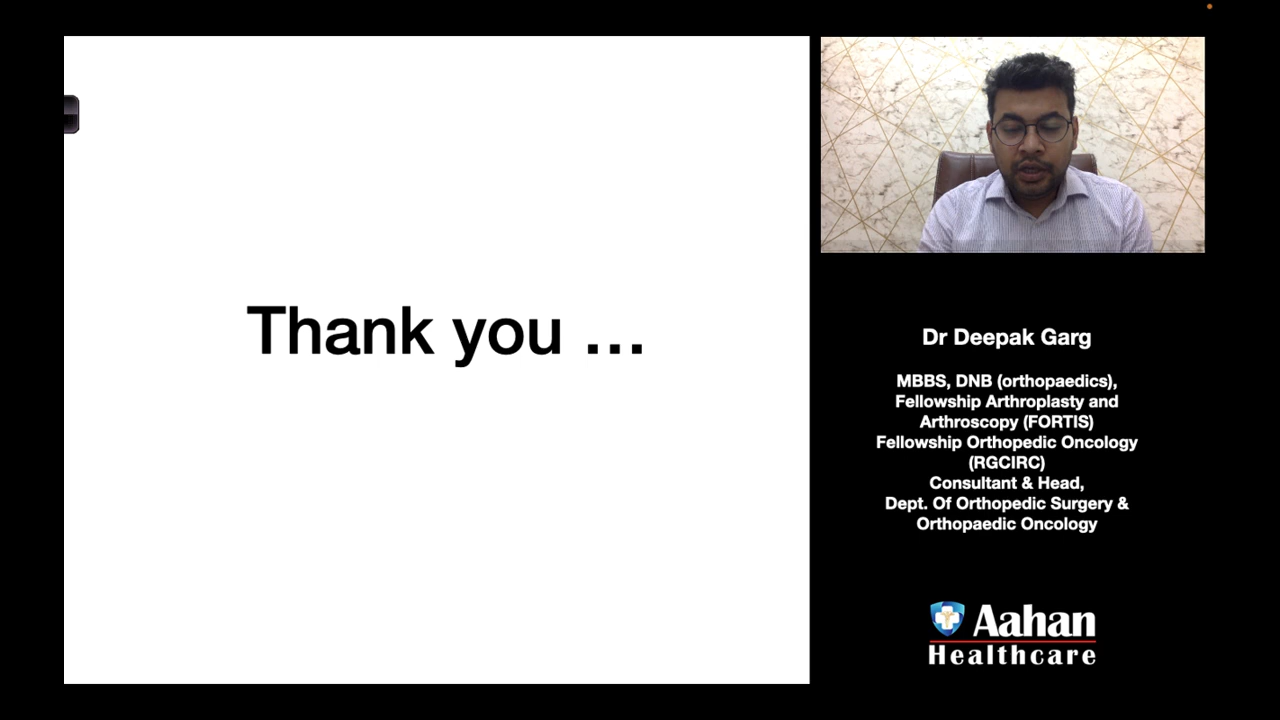 Thank you ...
Dr Deepak Garg
MBBS, DNB (orthopaedics),
Fellowship Arthroplasty and
Arthroscopy (FORTIS)
Fellowship Orthopedic Oncology
(RGCIRC)
Consultant & Head,
Dept. Of Orthopedic Surgery &
Orthopaedic Oncology
Aahan
Healthcare